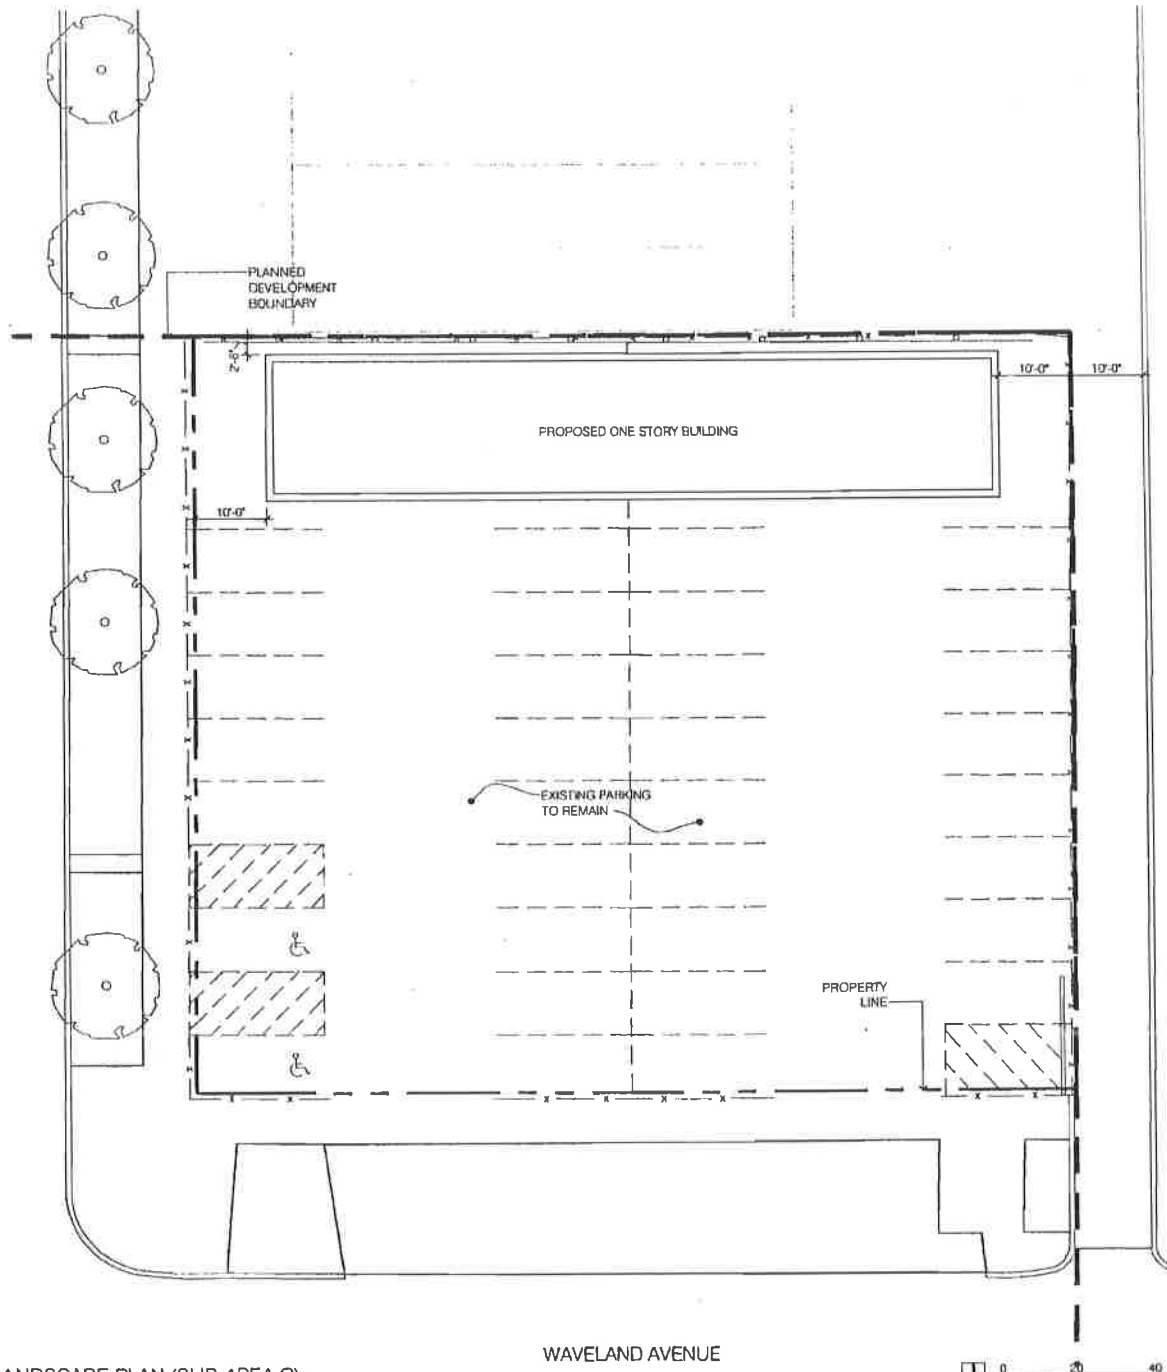 PLANNED
DEVELOPMENT
BOUNDARY
2'-6"
10'-0"
10'-0"
PROPOSED ONE STORY BUILDING
10'-0"
EXISTING PARKING
TO REMAIN
PROPERTY
LINE
WAVELAND AVENUE
0 20 40